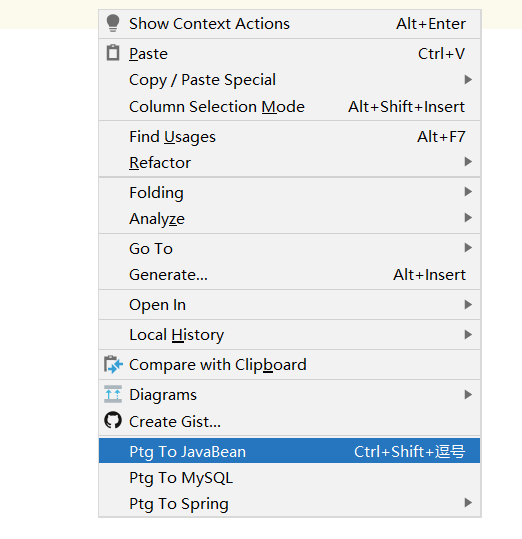 Show Context Actions Alt+Enter
Paste Ctrl+V
Copy / Paste Special
Column Selection Mode Alt+Shift+Insert
Find Usages Alt+F7
Refactor
Folding
Analyze
Go To
Generate... Alt+Insert
Open In
Local History
Compare with Clipboard
Diagrams
Create Gist...
Ptg To JavaBean Ctrl+Shift+逗号
Ptg To MySQL
Ptg To Spring